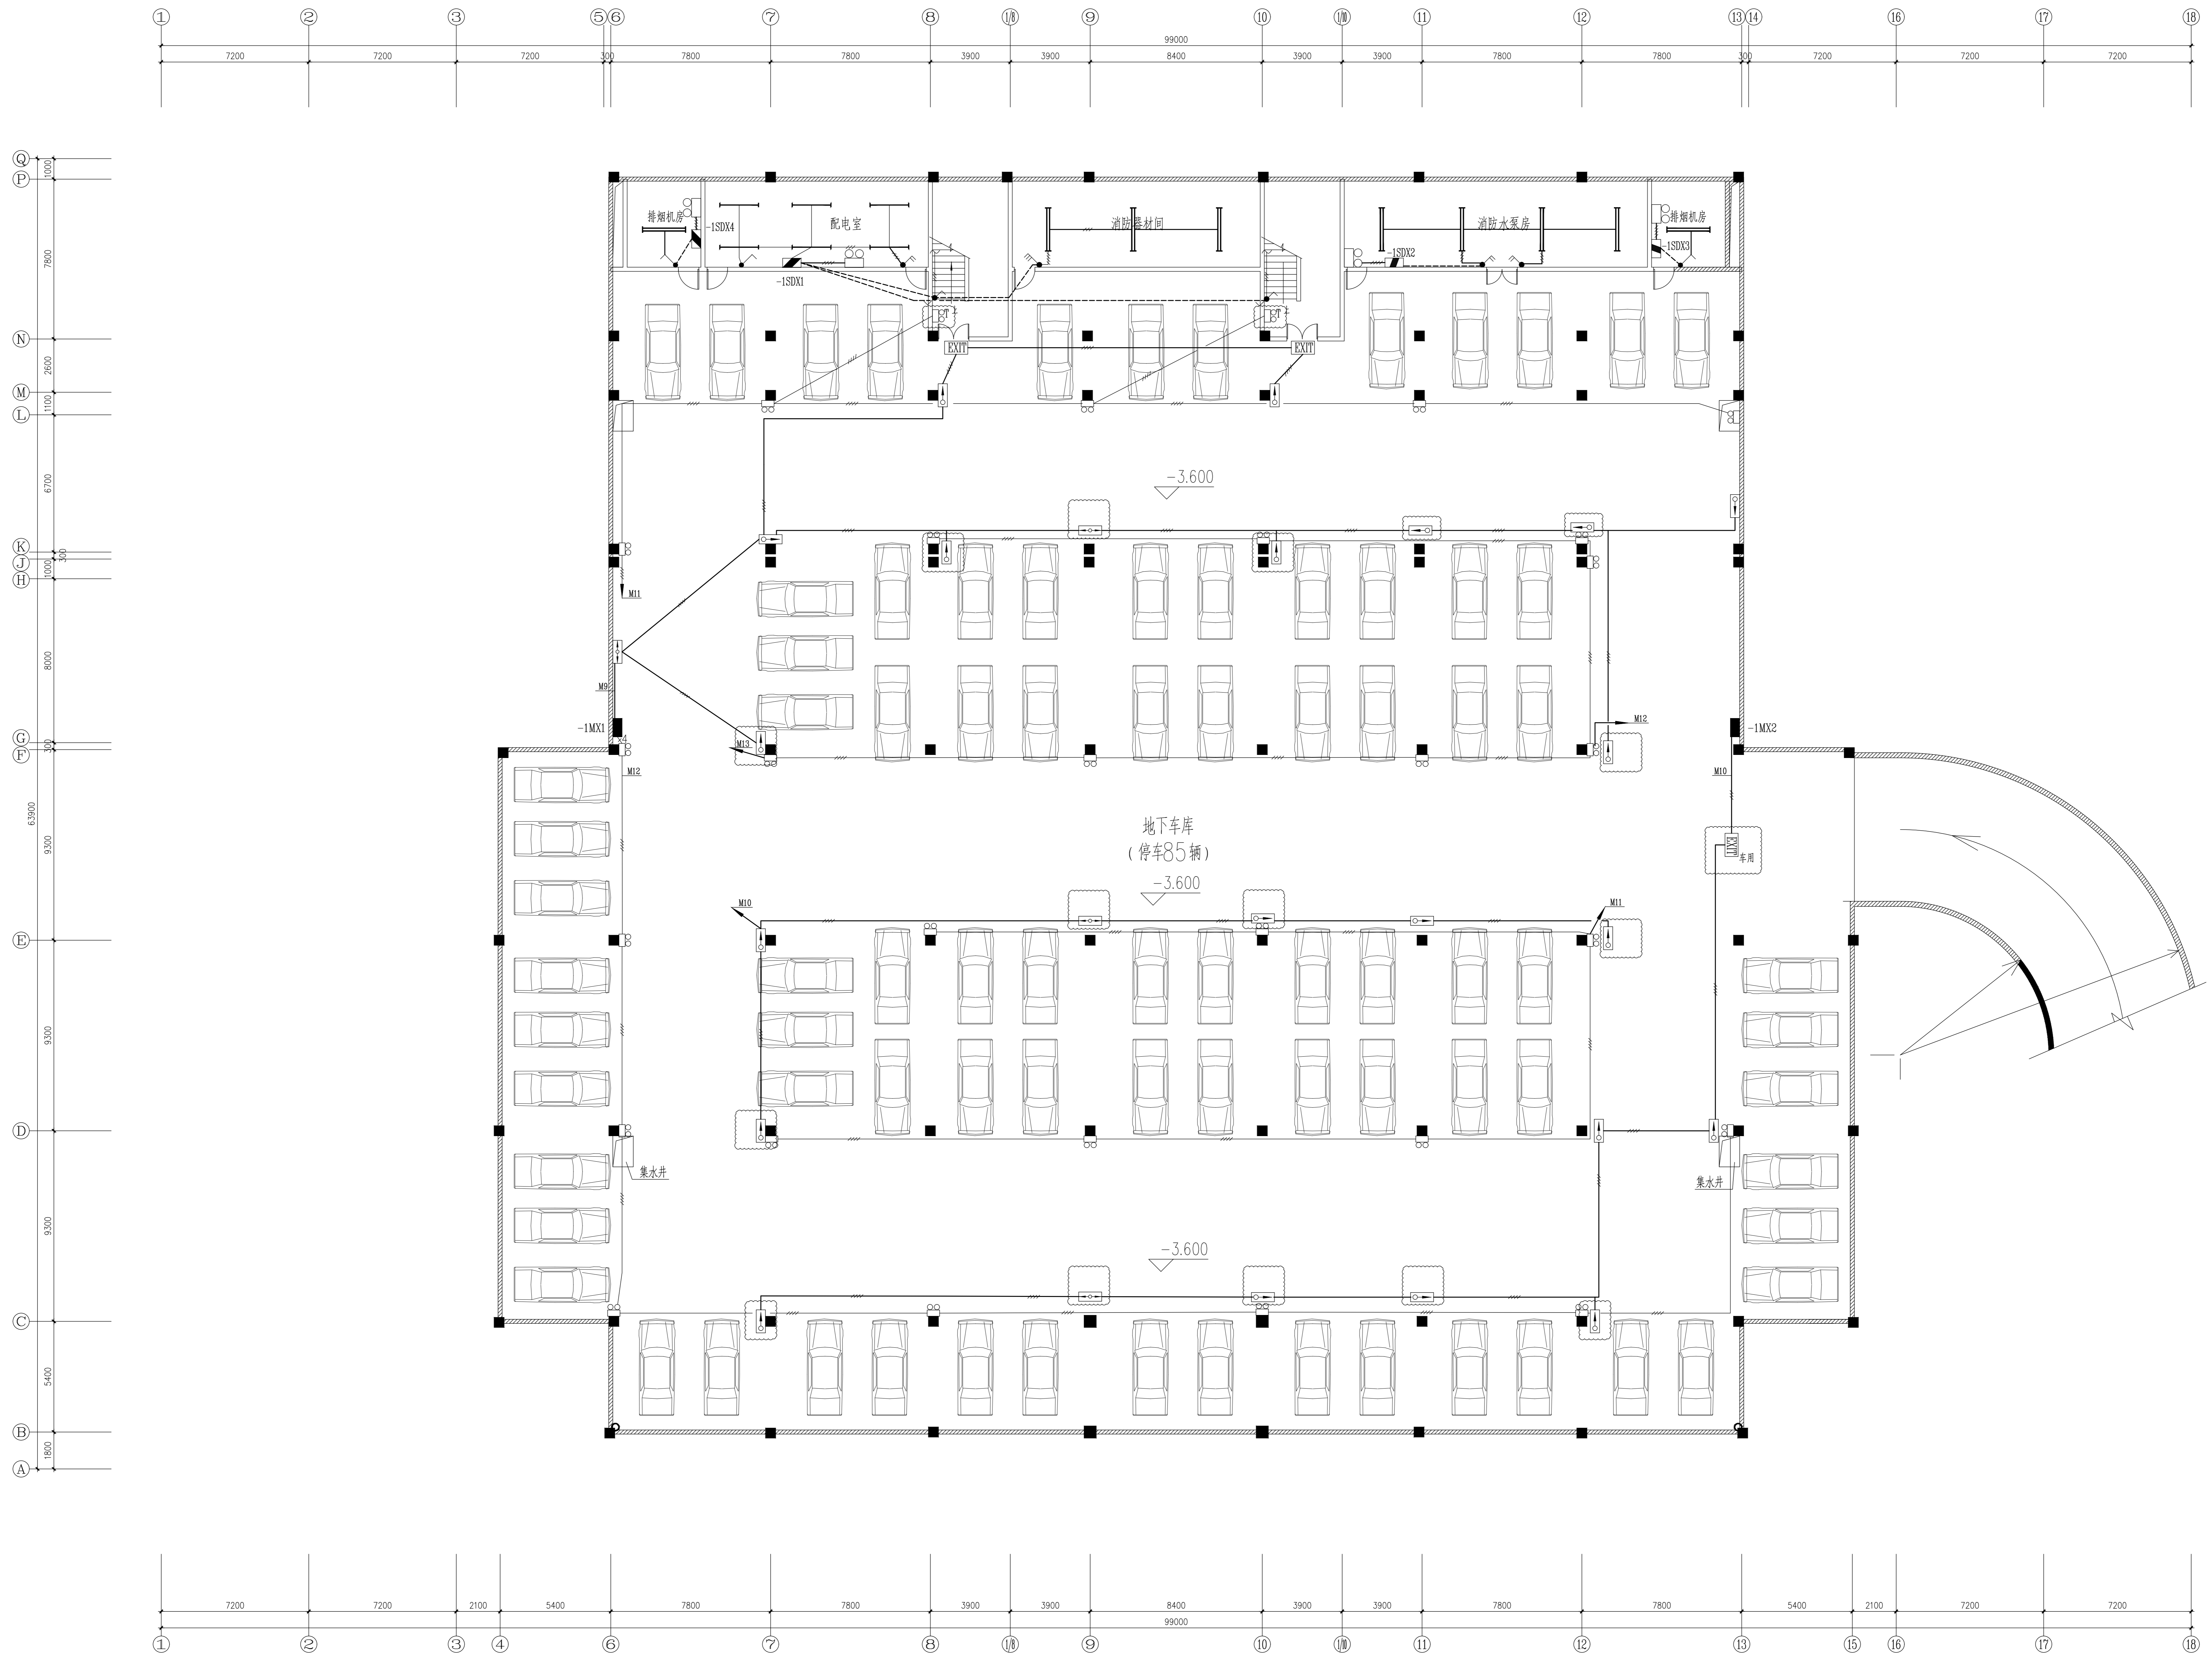 1 2 3 5 6 7 8 1/8 9 10 1/10 11 12 13 14 16 17 18
99000
7200 7200 7200 300 7800 7800 3900 3900 8400 3900 3900 7800 7800 300 7200 7200 7200
Q
1000
P
排烟机房 配电室 消防器材间 消防水泵房 排烟机房
-1SDX4 -1SDX3
7800
-1SDX2
-1SDX1
T T
N
EXIT EXIT
2600
M
1100
L
-3.600
6700
K
300
J
1000
H
M11
8000
M9
-1MX1 M12 -1MX2
G
300
F
x4 M13
M12 M10
63900
地下车库
(停车85辆)
9300
EXIT
车用
-3.600
M10 M11
E
9300
D
集水井 集水井
9300
-3.600
C
5400
B
1800
A
7200 7200 2100 5400 7800 7800 3900 3900 8400 3900 3900 7800 7800 5400 2100 7200 7200
99000
1 2 3 4 6 7 8 1/8 9 10 1/10 11 12 13 15 16 17 18